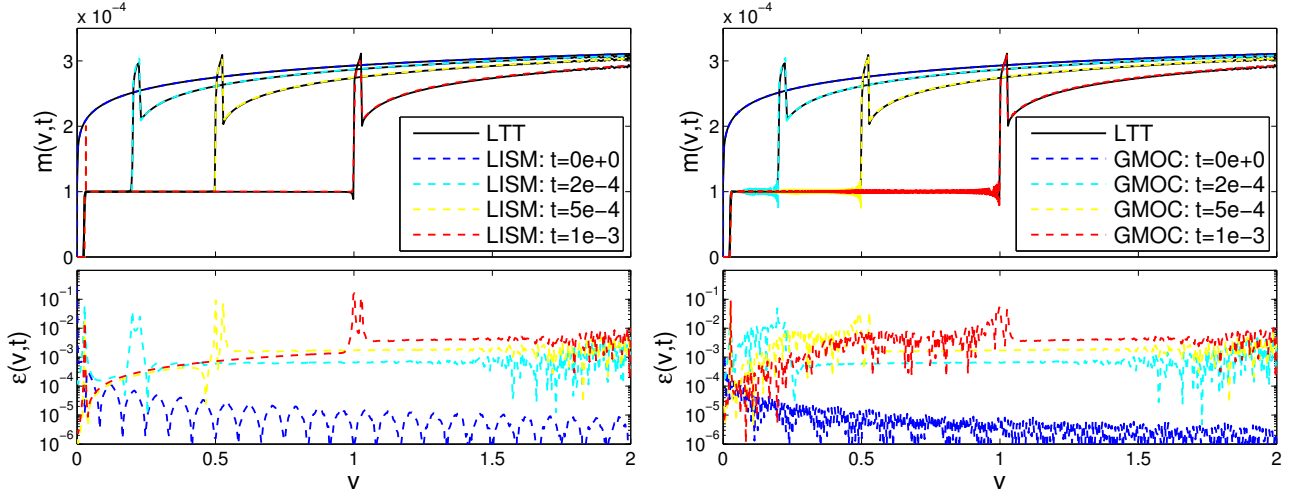 x 10⁻⁴
3
2
1
0
m(v,t)
LTT
LISM: t=0e+0
LISM: t=2e−4
LISM: t=5e−4
LISM: t=1e−3
10⁻¹
10⁻²
10⁻³
10⁻⁴
10⁻⁵
10⁻⁶
ε(v,t)
0 0.5 1 1.5 2
v
x 10⁻⁴
3
2
1
0
m(v,t)
LTT
GMOC: t=0e+0
GMOC: t=2e−4
GMOC: t=5e−4
GMOC: t=1e−3
10⁻¹
10⁻²
10⁻³
10⁻⁴
10⁻⁵
10⁻⁶
ε(v,t)
0 0.5 1 1.5 2
v